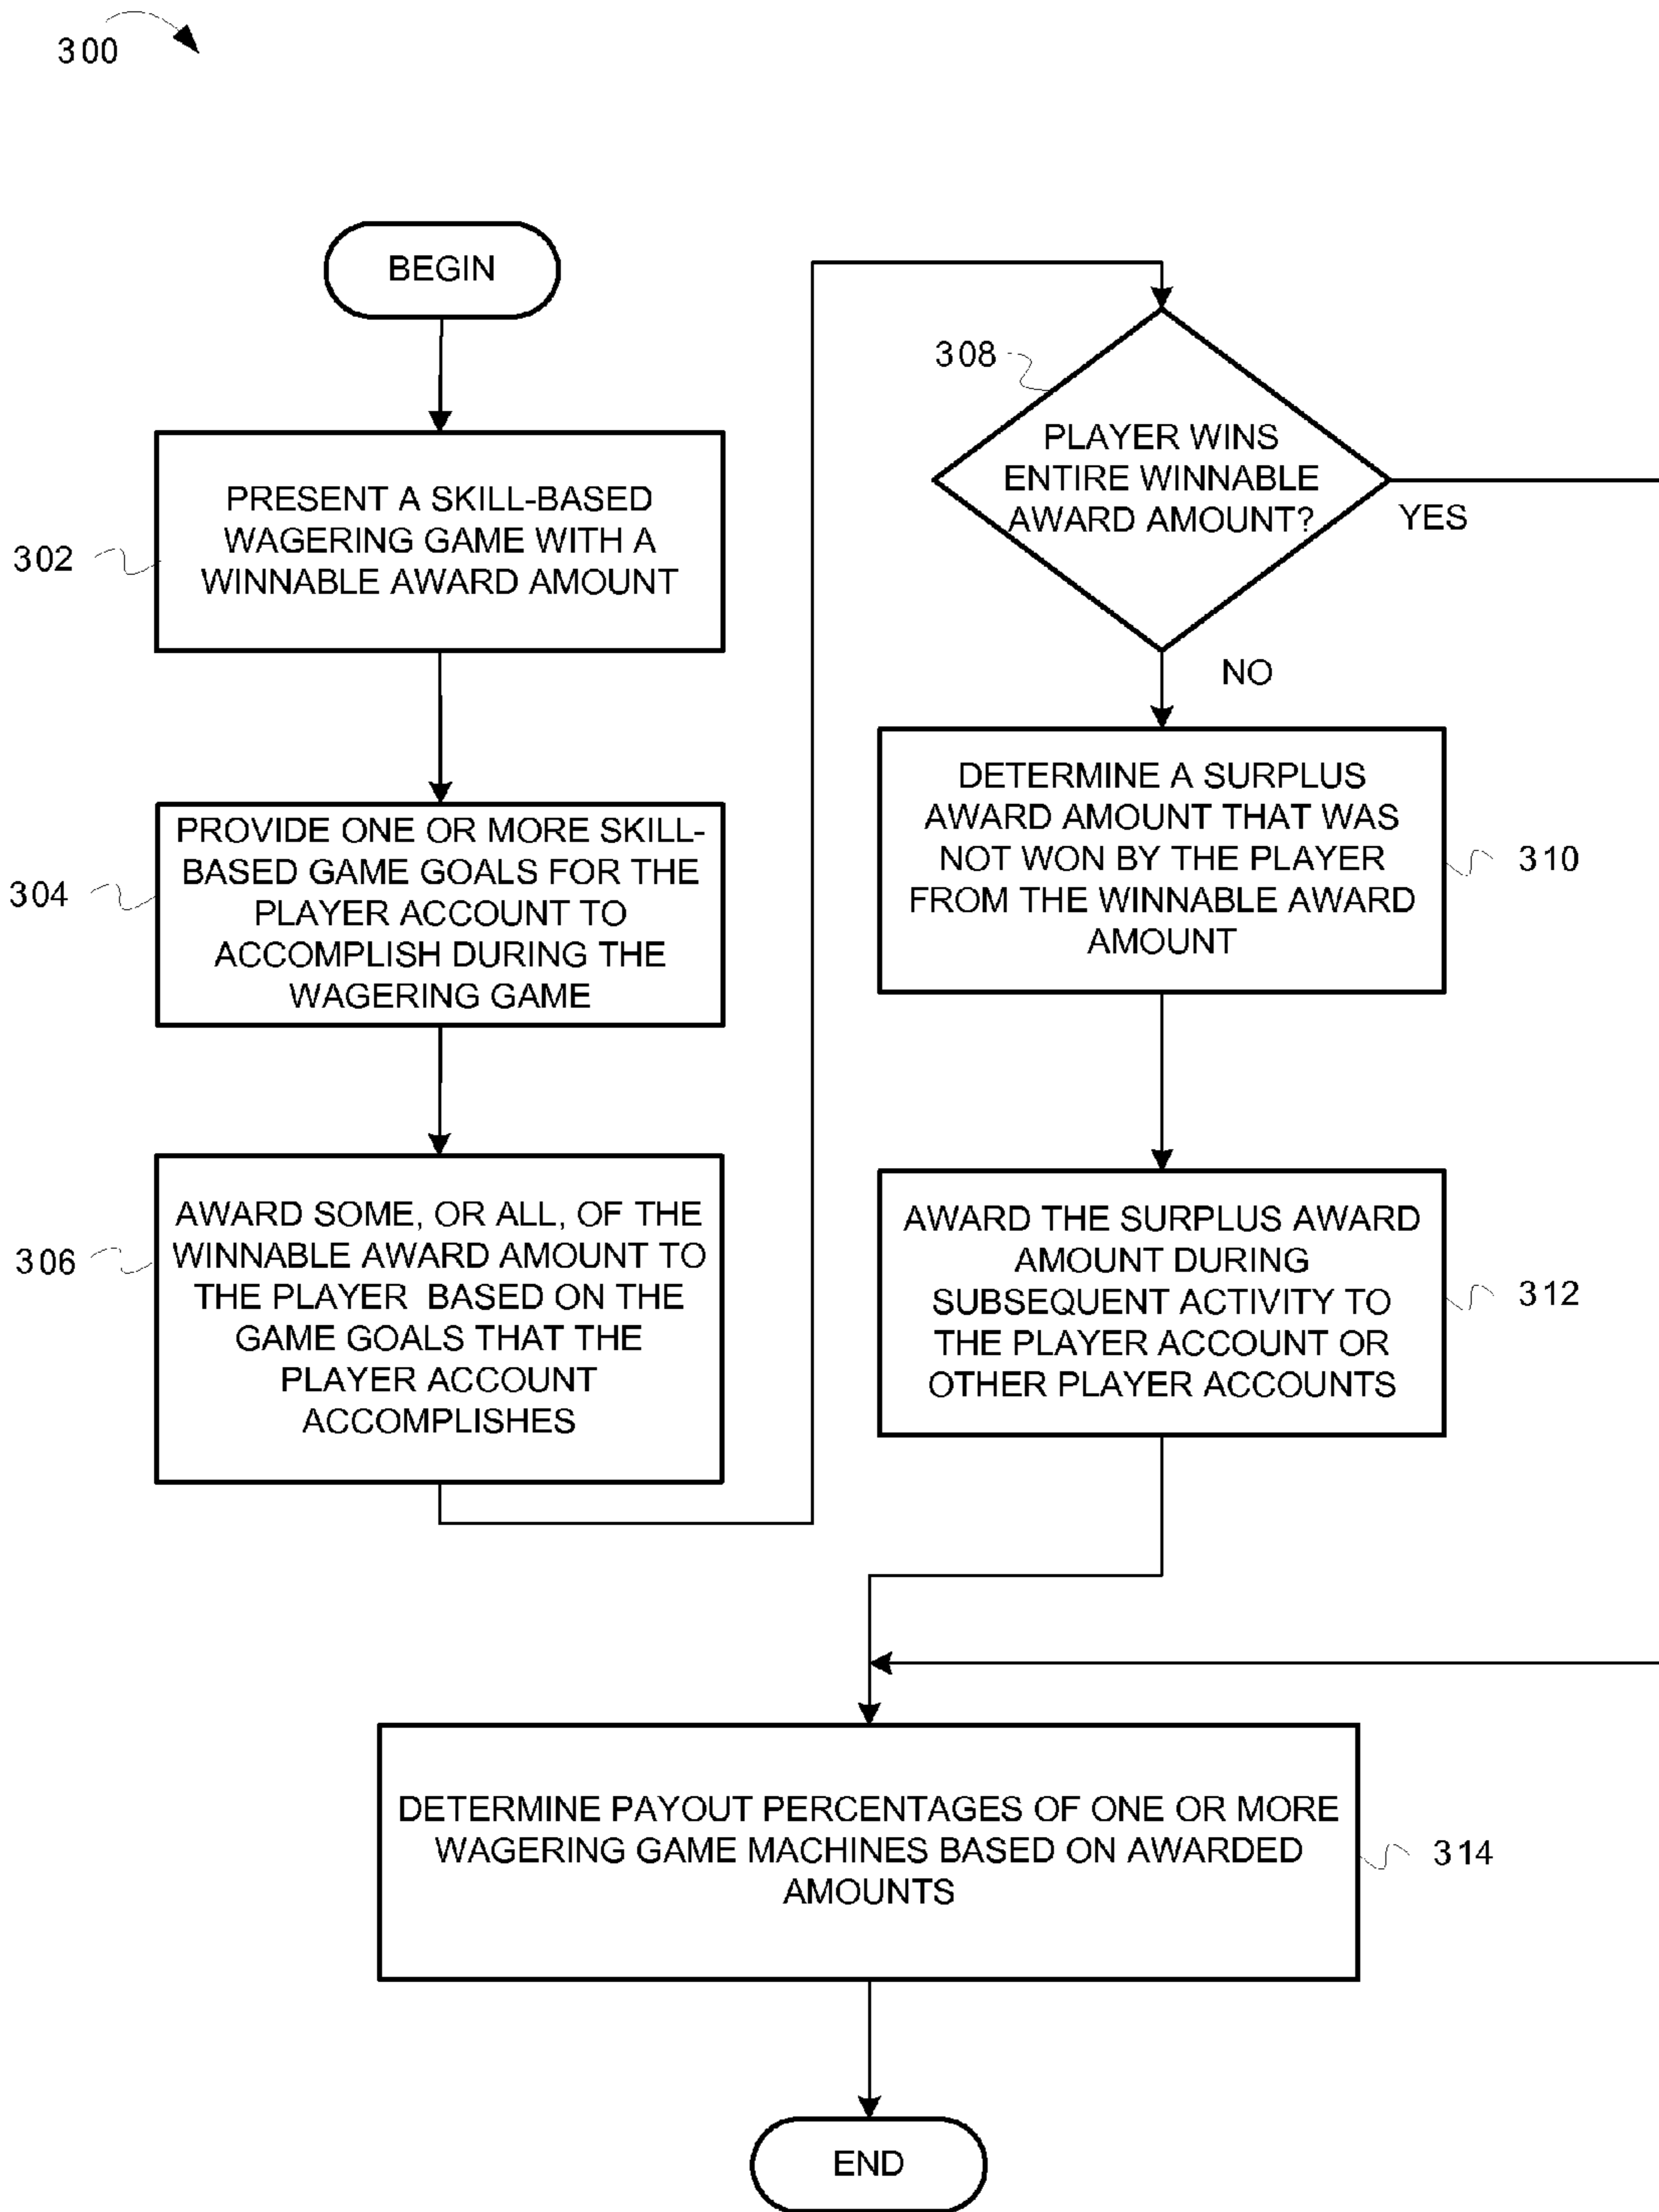 300
BEGIN
302
PRESENT A SKILL-BASED
WAGERING GAME WITH A
WINNABLE AWARD AMOUNT
304
PROVIDE ONE OR MORE SKILL-
BASED GAME GOALS FOR THE
PLAYER ACCOUNT TO
ACCOMPLISH DURING THE
WAGERING GAME
306
AWARD SOME, OR ALL, OF THE
WINNABLE AWARD AMOUNT TO
THE PLAYER BASED ON THE
GAME GOALS THAT THE
PLAYER ACCOUNT
ACCOMPLISHES
308
PLAYER WINS
ENTIRE WINNABLE
AWARD AMOUNT?
YES
NO
DETERMINE A SURPLUS
AWARD AMOUNT THAT WAS
NOT WON BY THE PLAYER
FROM THE WINNABLE AWARD
AMOUNT
310
AWARD THE SURPLUS AWARD
AMOUNT DURING
SUBSEQUENT ACTIVITY TO
THE PLAYER ACCOUNT OR
OTHER PLAYER ACCOUNTS
312
DETERMINE PAYOUT PERCENTAGES OF ONE OR MORE
WAGERING GAME MACHINES BASED ON AWARDED
AMOUNTS
314
END